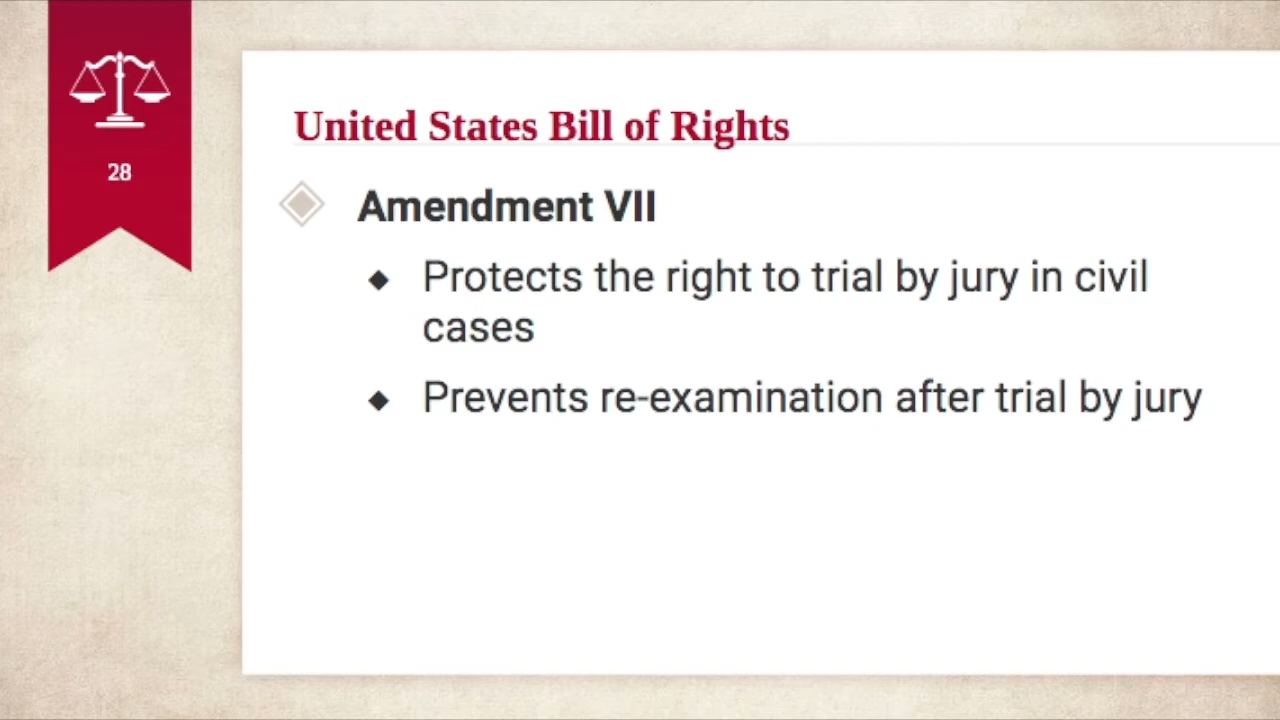 28
United States Bill of Rights
Amendment VII
Protects the right to trial by jury in civil
cases
Prevents re-examination after trial by jury